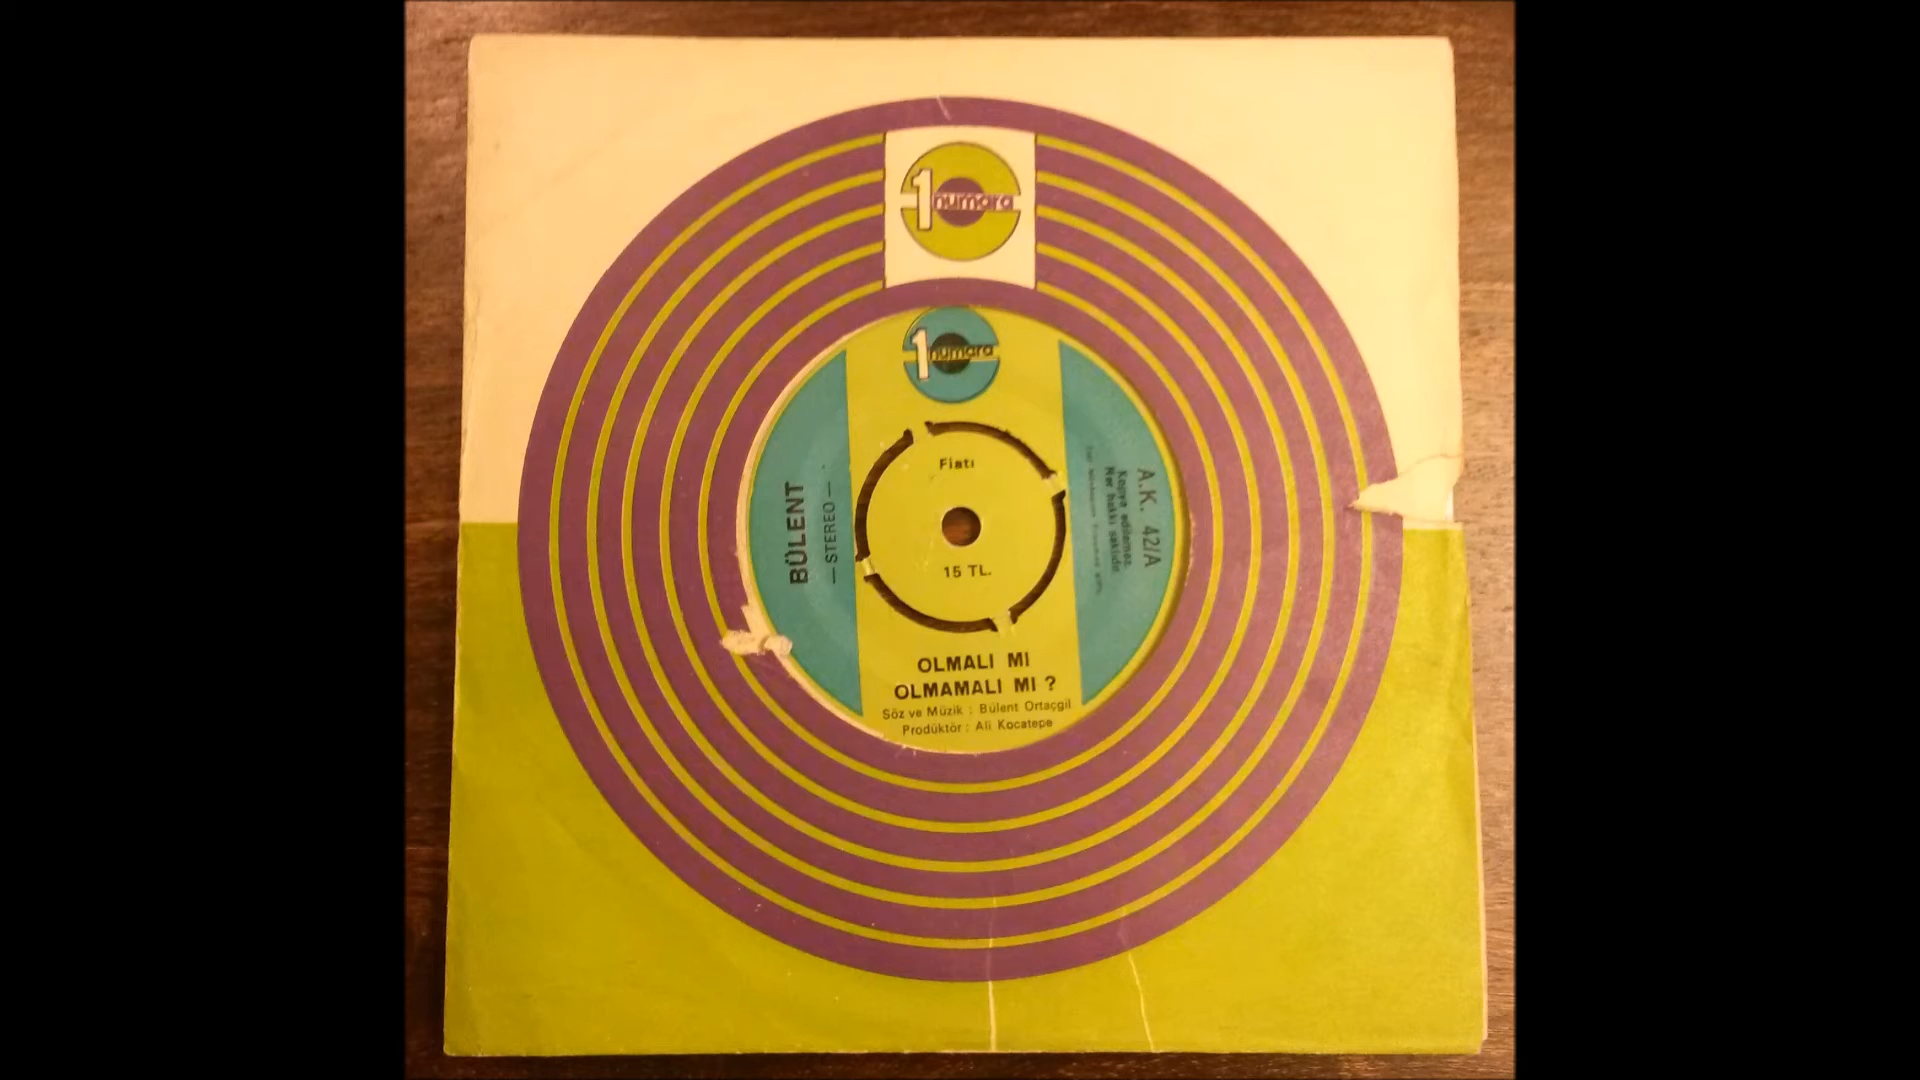 1 numara
1 numara
Fiatı
15 TL.
BÜLENT
— STEREO —
A.K. 42/A
Kopye edilemez.
Her hakkı saklıdır.
OLMALI MI
OLMAMALI MI ?
Söz ve Müzik : Bülent Ortaçgil
Prodüktör : Ali Kocatepe